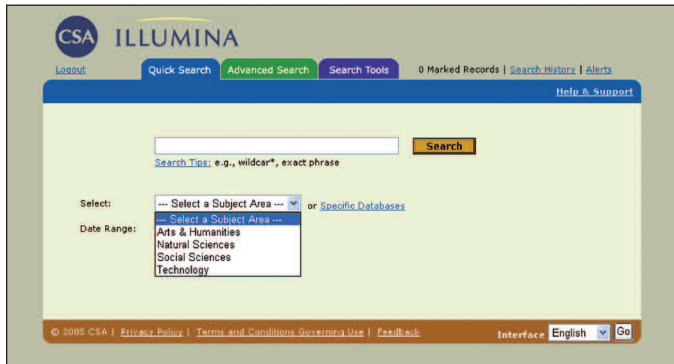 CSA ILLUMINA
Logout Quick Search Advanced Search Search Tools 0 Marked Records | Search History | Alerts
Help & Support
Search
Search Tips: e.g., wildcar*, exact phrase
Select: --- Select a Subject Area --- or Specific Databases
--- Select a Subject Area ---
Date Range: Arts & Humanities
Natural Sciences
Social Sciences
Technology
© 2005 CSA | Privacy Policy | Terms and Conditions Governing Use | Feedback Interface English Go